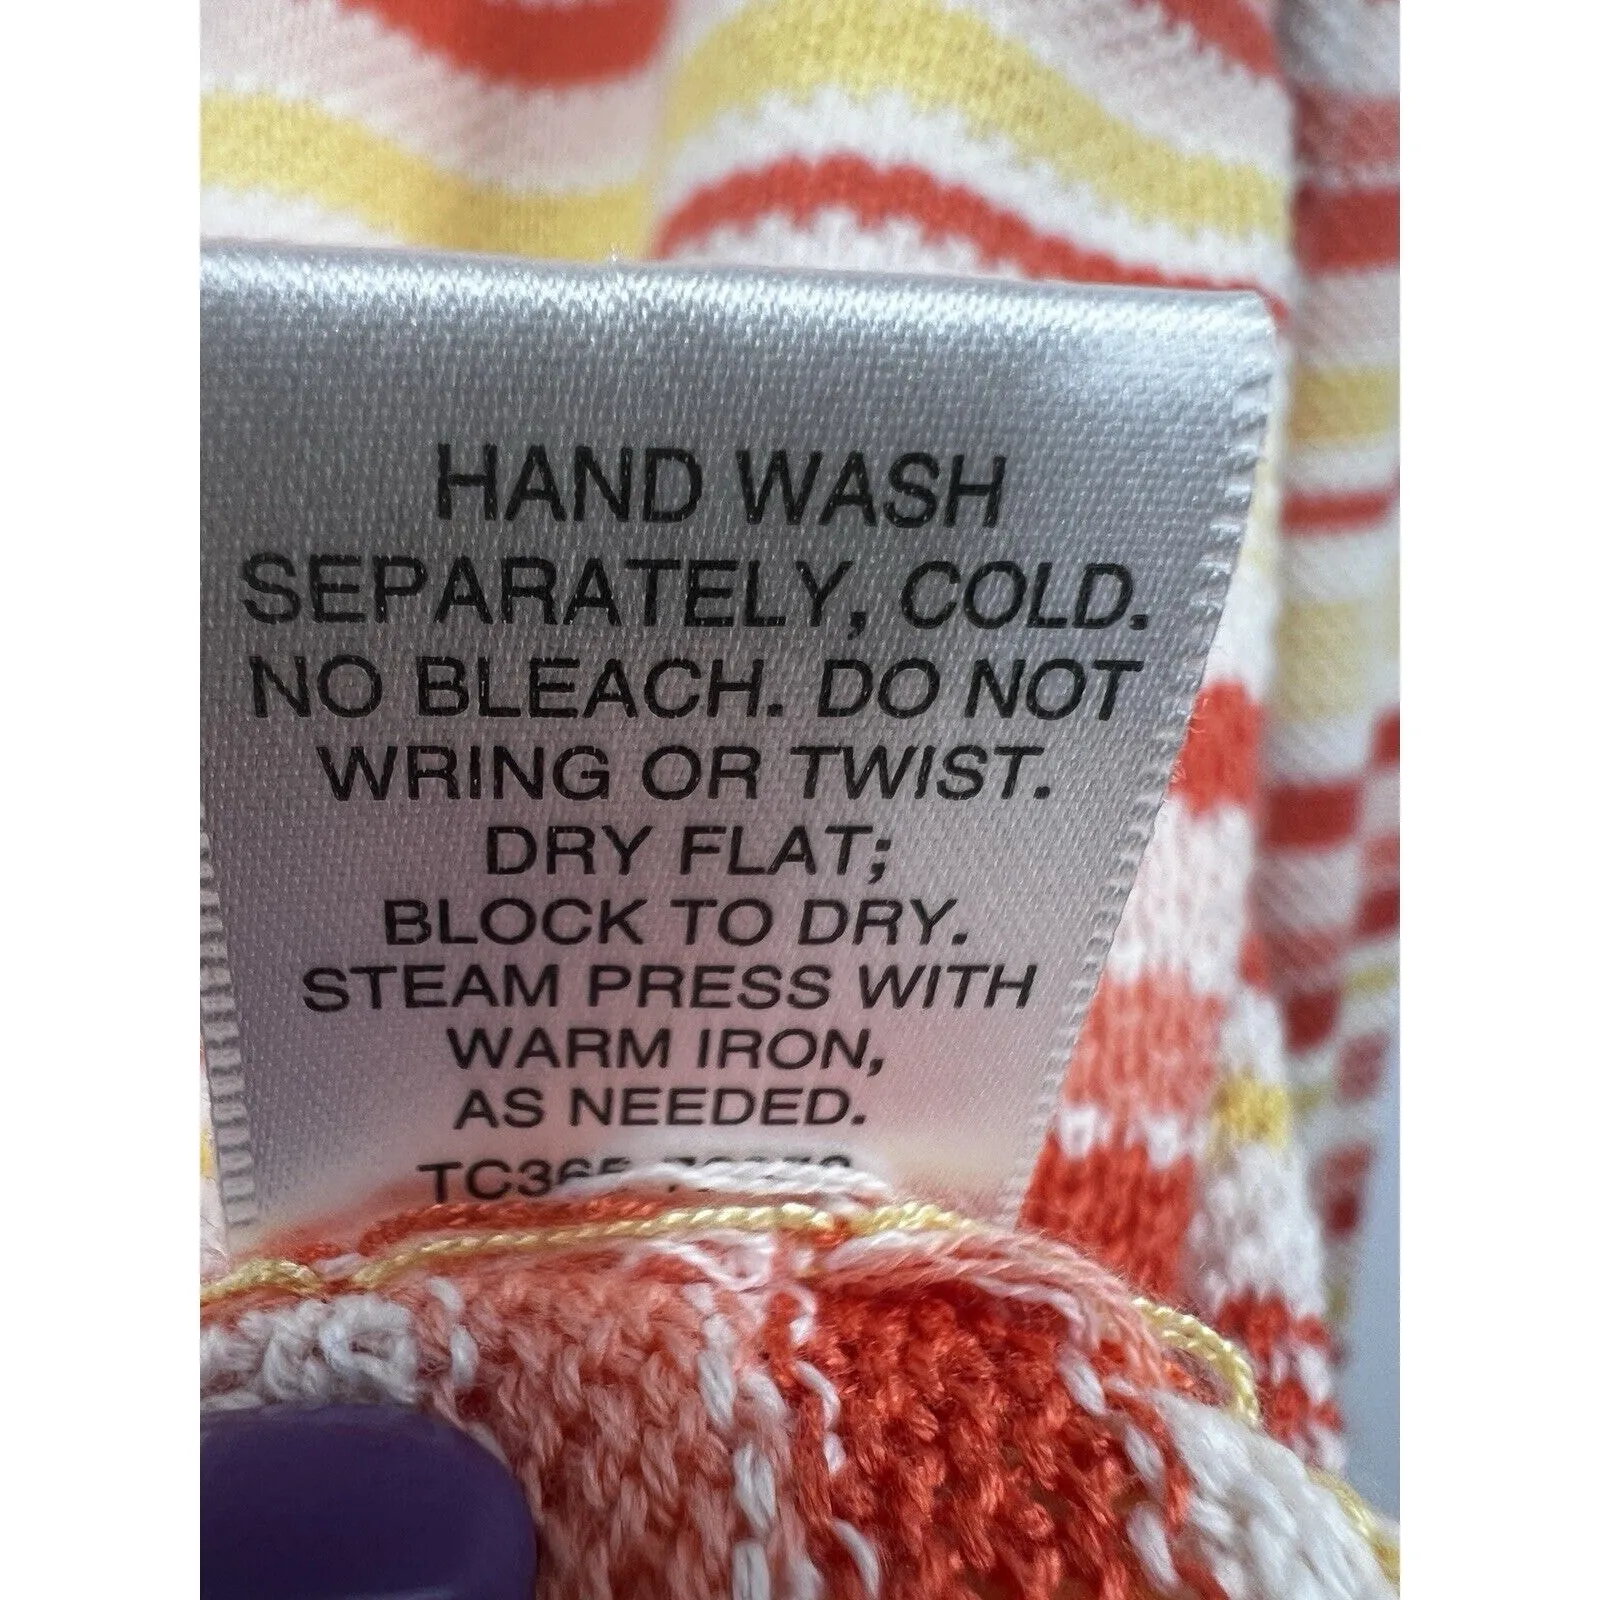 HAND WASH
SEPARATELY, COLD.
NO BLEACH. DO NOT
WRING OR TWIST.
DRY FLAT;
BLOCK TO DRY.
STEAM PRESS WITH
WARM IRON,
AS NEEDED.